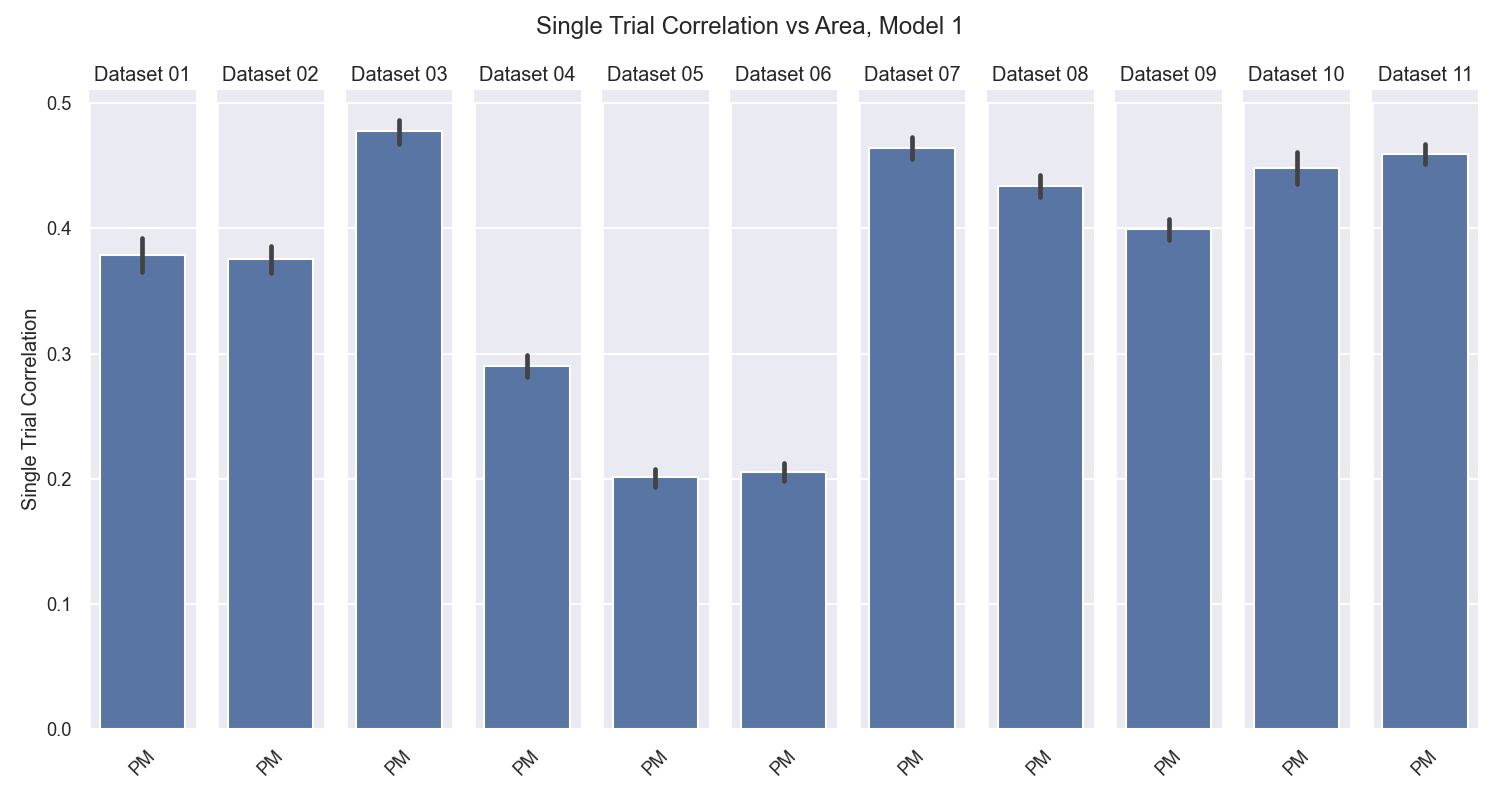 Single Trial Correlation vs Area, Model 1
Dataset 01 Dataset 02 Dataset 03 Dataset 04 Dataset 05 Dataset 06 Dataset 07 Dataset 08 Dataset 09 Dataset 10 Dataset 11
0.5
0.4
0.3
0.2
0.1
0.0
Single Trial Correlation
PM PM PM PM PM PM PM PM PM PM PM